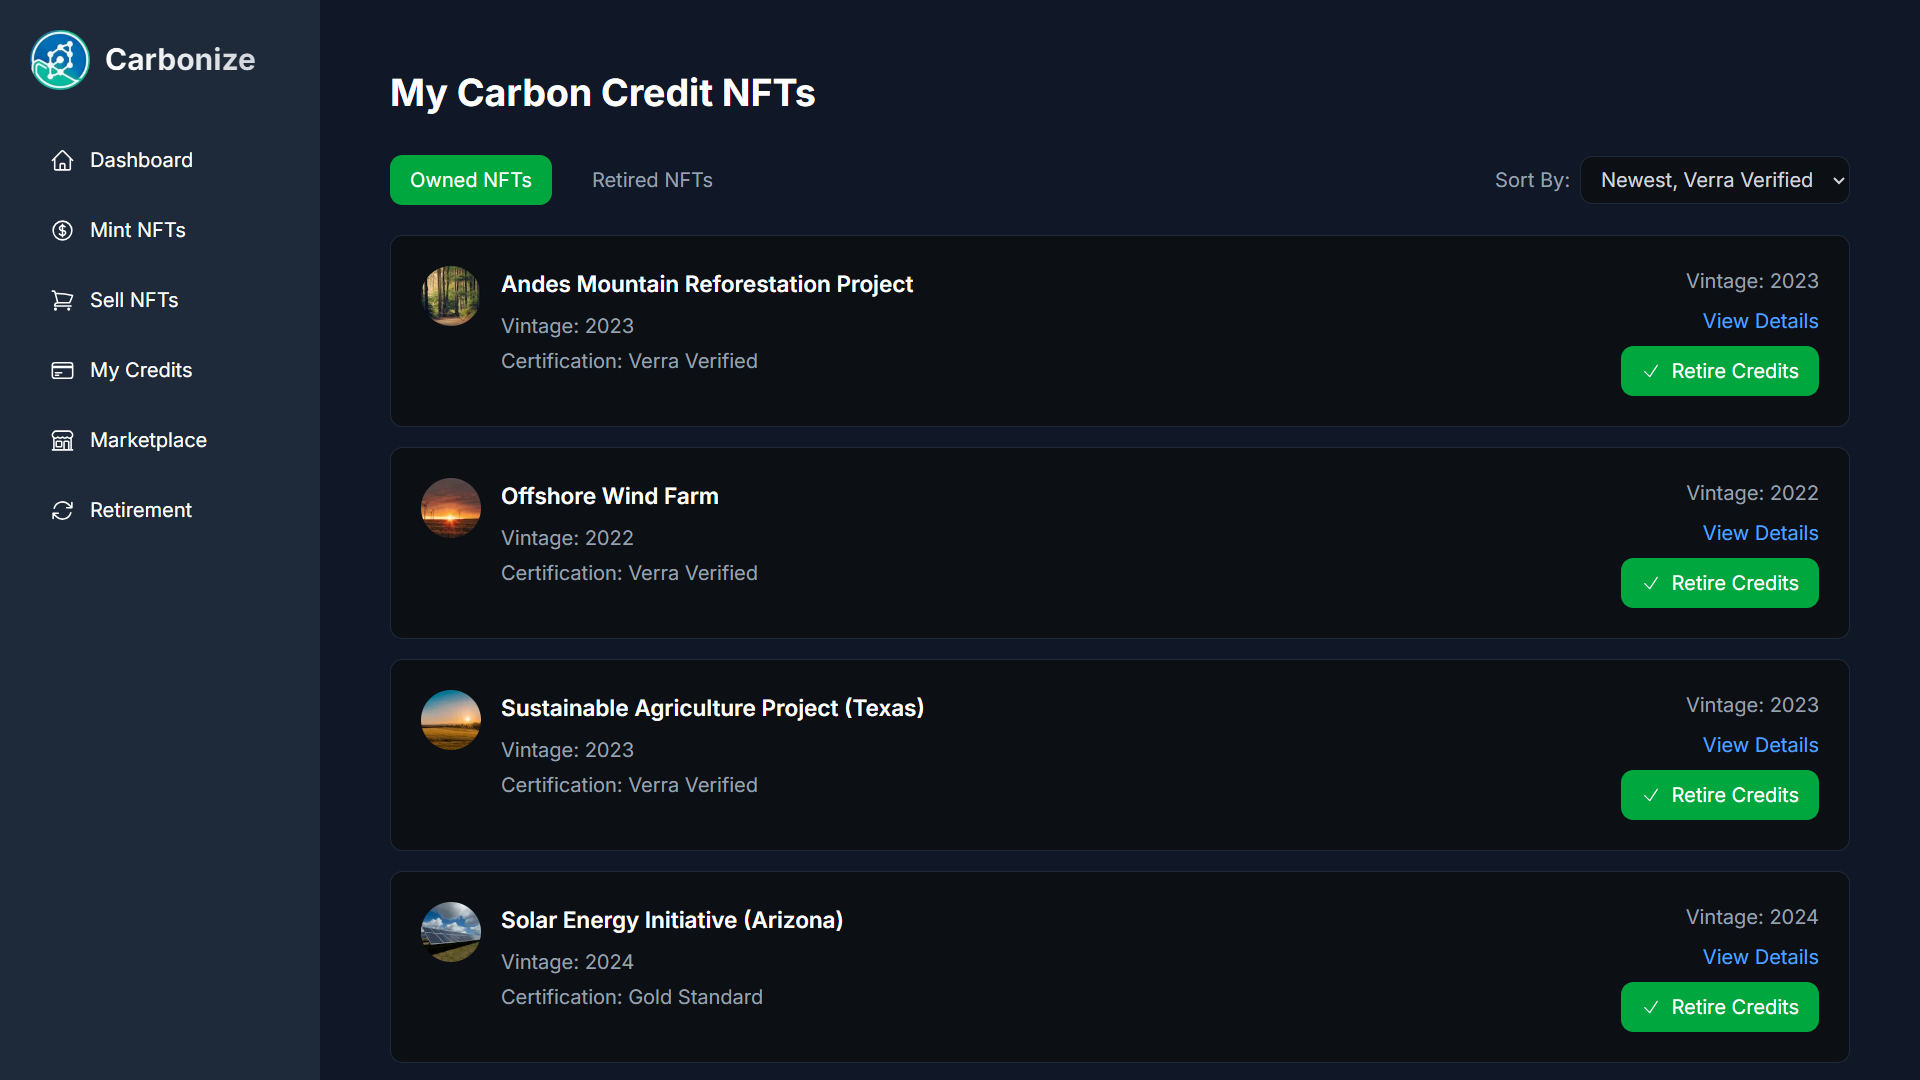 Carbonize
Dashboard
Mint NFTs
Sell NFTs
My Credits
Marketplace
Retirement
My Carbon Credit NFTs
Owned NFTs
Retired NFTs
Sort By:
Newest, Verra Verified
Andes Mountain Reforestation Project
Vintage: 2023
Certification: Verra Verified
Vintage: 2023
View Details
Retire Credits
Offshore Wind Farm
Vintage: 2022
Certification: Verra Verified
Vintage: 2022
View Details
Retire Credits
Sustainable Agriculture Project (Texas)
Vintage: 2023
Certification: Verra Verified
Vintage: 2023
View Details
Retire Credits
Solar Energy Initiative (Arizona)
Vintage: 2024
Certification: Gold Standard
Vintage: 2024
View Details
Retire Credits